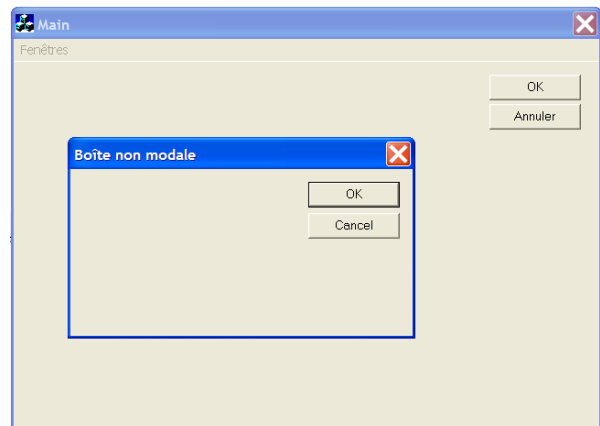 Main
Fenêtres
OK
Annuler
Boîte non modale
OK
Cancel